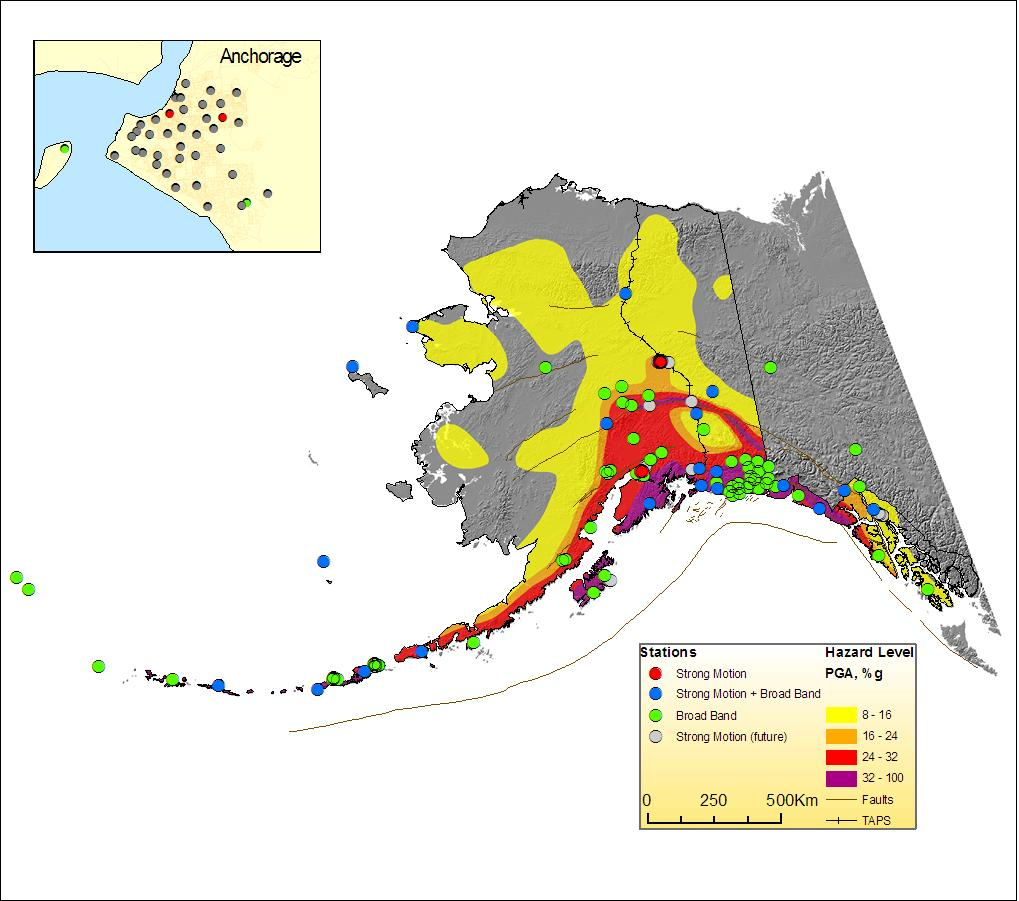 Anchorage
Stations
Hazard Level
PGA, %g
Strong Motion
Strong Motion + Broad Band
Broad Band
Strong Motion (future)
8 - 16
16 - 24
24 - 32
32 - 100
Faults
TAPS
0 250 500Km